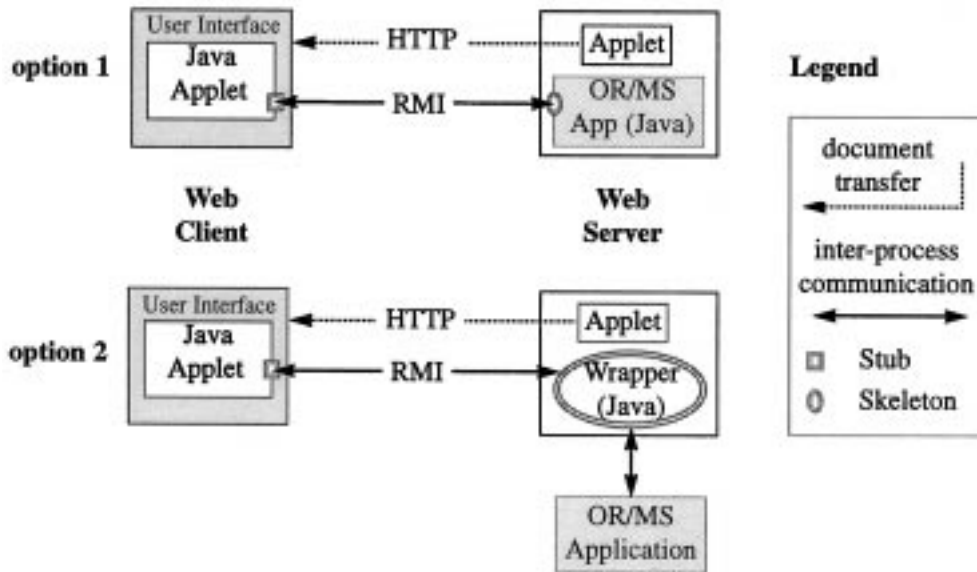 User Interface
Java
Applet
HTTP
Applet
option 1
RMI
OR/MS
App (Java)
Web
Client
Web
Server
User Interface
Java
Applet
HTTP
Applet
option 2
RMI
Wrapper
(Java)
OR/MS
Application
Legend
document
transfer
inter-process
communication
Stub
Skeleton